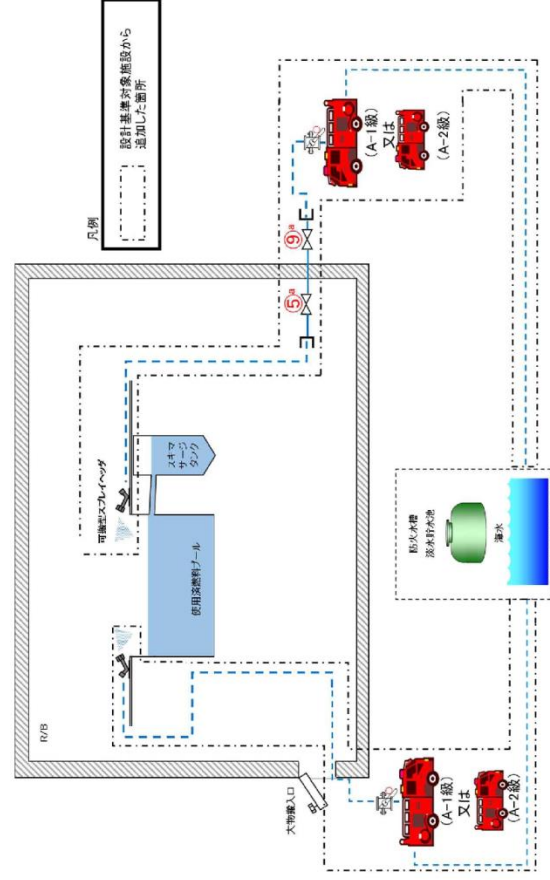 凡例
設計基準対象施設から
追加した箇所
R/B
可搬型スプレイヘッダ
使用済燃料プール
スキマ
サージ
タンク
⑤a
⑨a
大物搬入口
(A-1級)
又は
(A-2級)
(A-1級)
又は
(A-2級)
防火水槽
淡水貯水池
海水